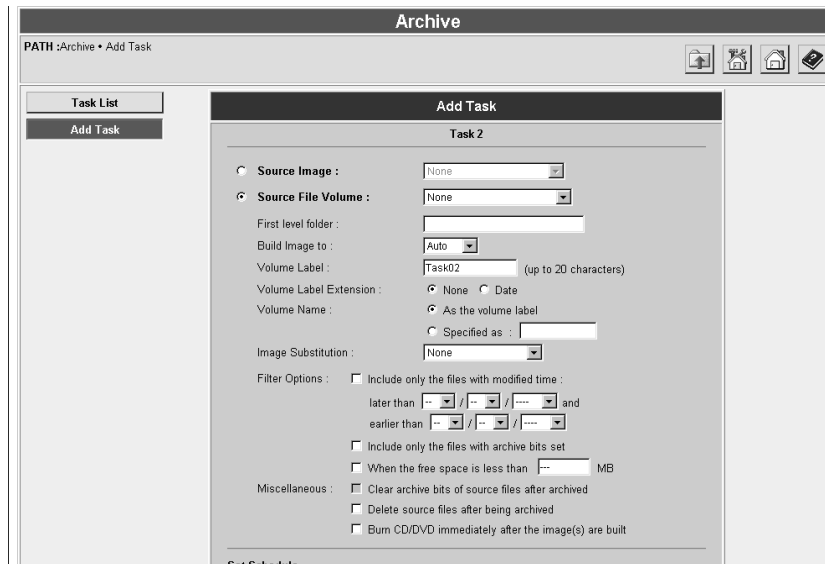 Archive
PATH :Archive • Add Task
Task List
Add Task
Add Task
Task 2
Source Image : None
Source File Volume : None
First level folder :
Build Image to : Auto
Volume Label : Task02 (up to 20 characters)
Volume Label Extension : None Date
Volume Name : As the volume label
Specified as :
Image Substitution : None
Filter Options : Include only the files with modified time :
later than -- / -- / ---- and
earlier than -- / -- / ----
Include only the files with archive bits set
When the free space is less than --- MB
Miscellaneous : Clear archive bits of source files after archived
Delete source files after being archived
Burn CD/DVD immediately after the image(s) are built
Set Schedule